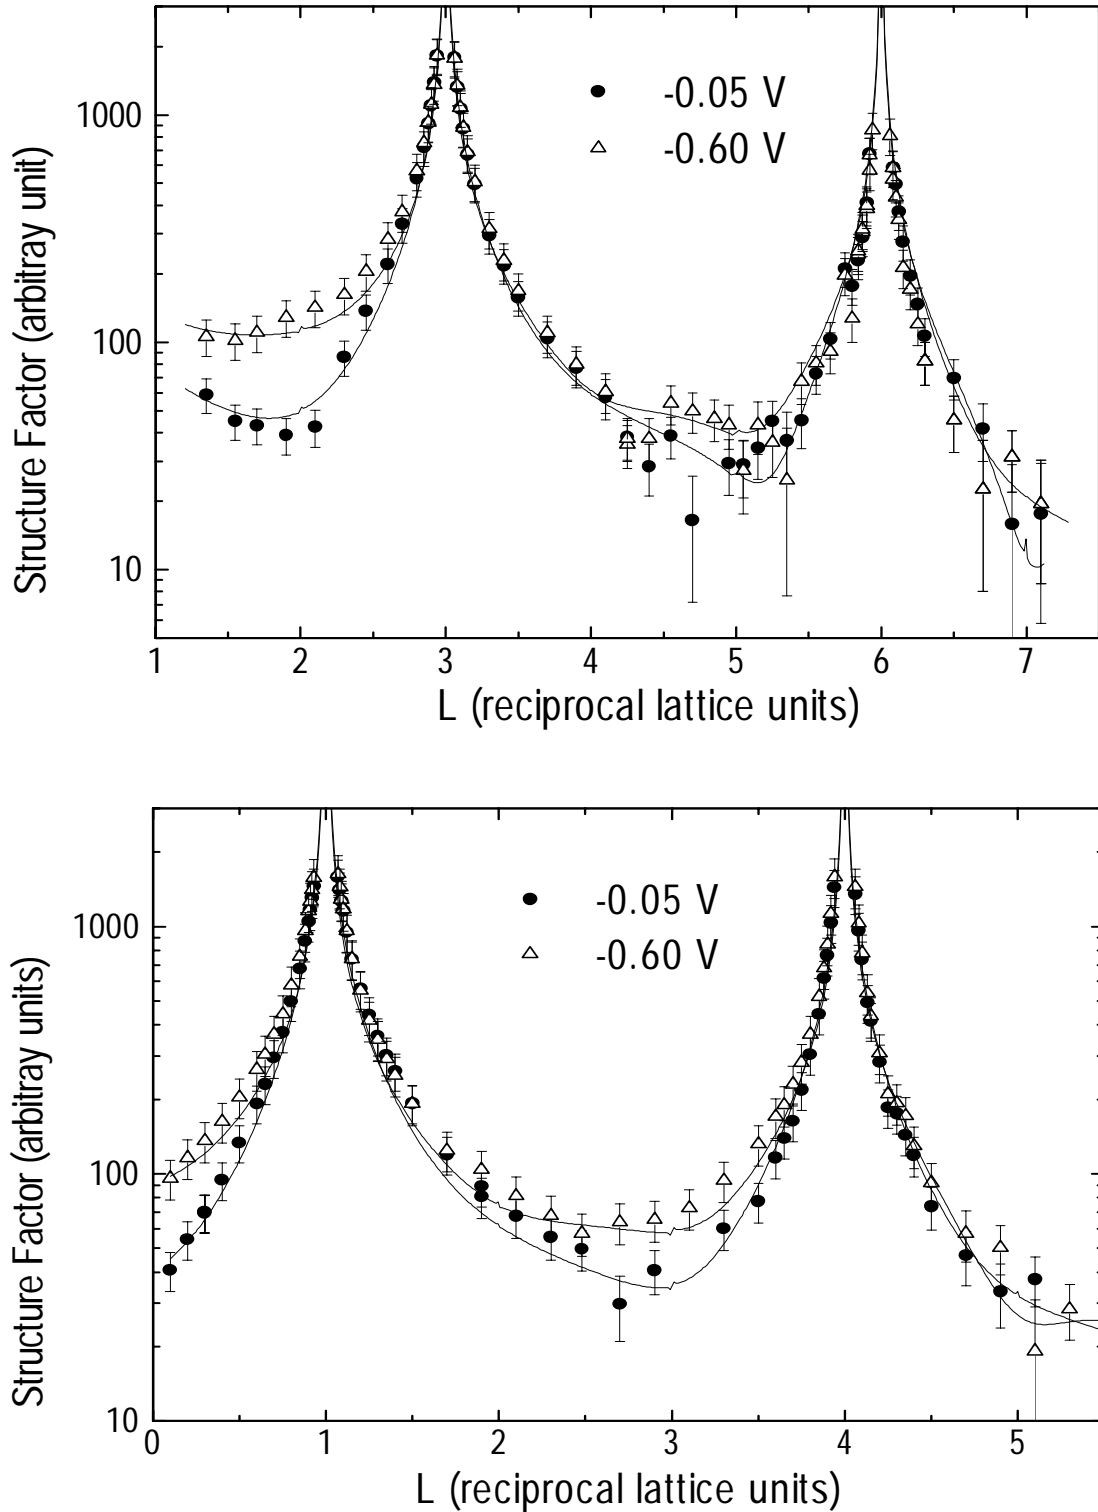 1000
100
10
Structure Factor (arbitray unit)
-0.05 V
-0.60 V
1 2 3 4 5 6 7
L (reciprocal lattice units)
1000
100
10
Structure Factor (arbitray units)
-0.05 V
-0.60 V
0 1 2 3 4 5
L (reciprocal lattice units)